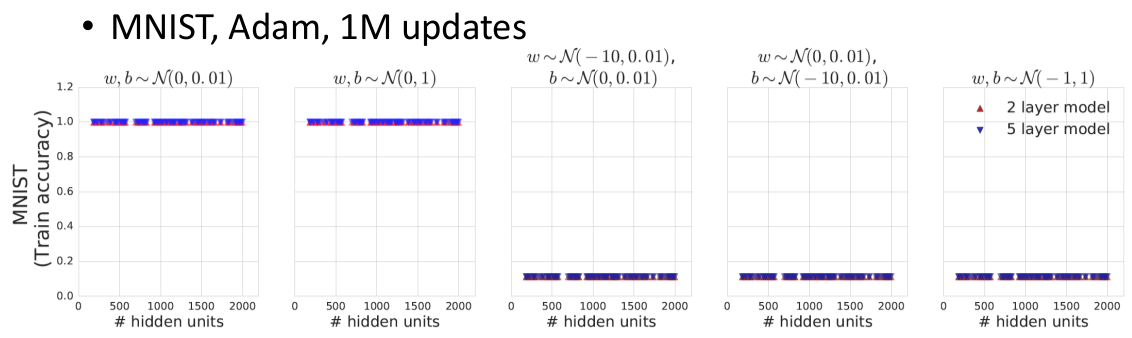 • MNIST, Adam, 1M updates
w, b ~ N(0, 0.01)
w, b ~ N(0, 1)
w ~ N(−10, 0.01),
b ~ N(0, 0.01)
w ~ N(0, 0.01),
b ~ N(−10, 0.01)
w, b ~ N(−1, 1)
MNIST
(Train accuracy)
1.2
1.0
0.8
0.6
0.4
0.2
0.0
2 layer model
5 layer model
0 500 1000 1500 2000
0 500 1000 1500 2000
0 500 1000 1500 2000
0 500 1000 1500 2000
0 500 1000 1500 2000
# hidden units
# hidden units
# hidden units
# hidden units
# hidden units